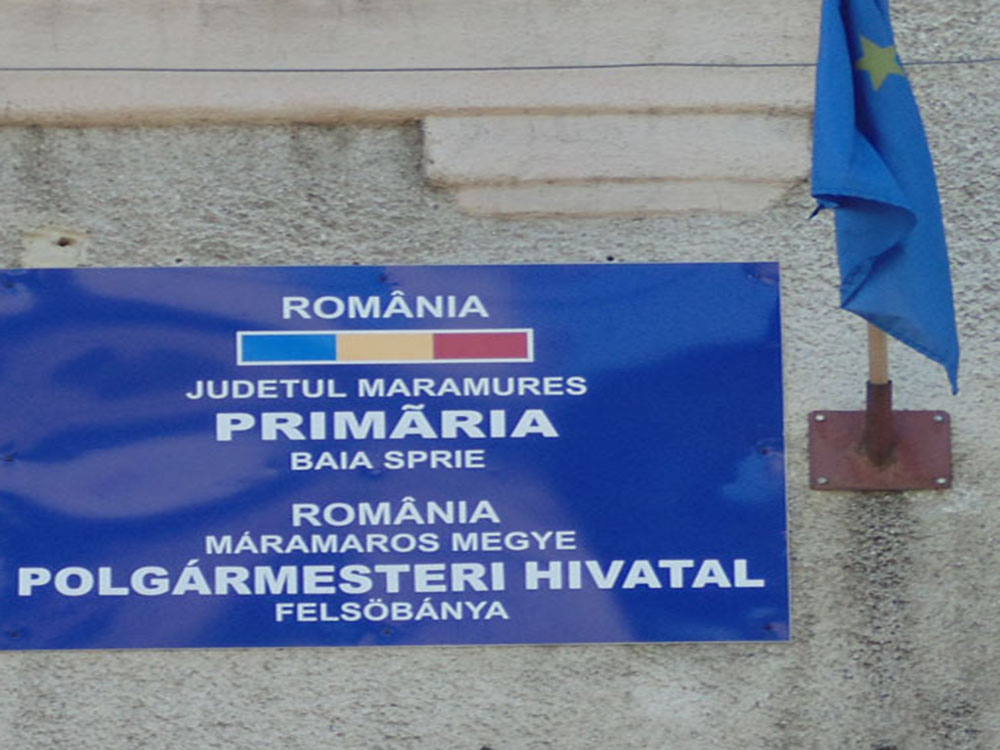 ROMÂNIA
JUDETUL MARAMURES
PRIMÃRIA
BAIA SPRIE
ROMÂNIA
MÁRAMAROS MEGYE
POLGÁRMESTERI HIVATAL
FELSÖBÁNYA